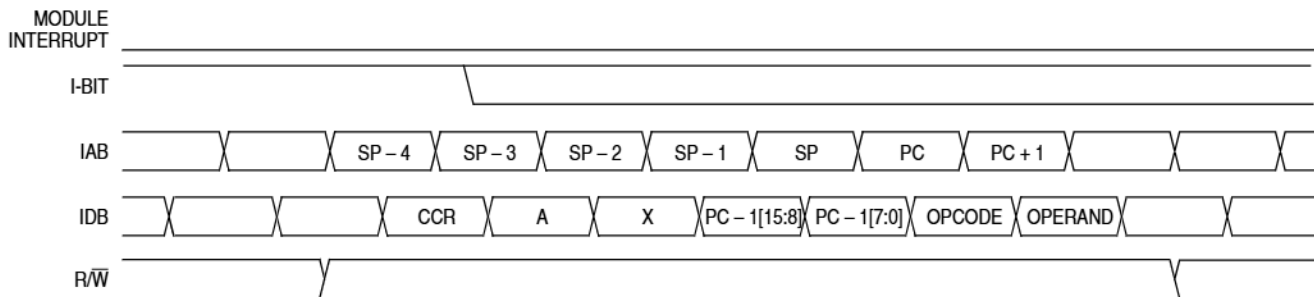 MODULE
INTERRUPT
I-BIT
IAB SP – 4 SP – 3 SP – 2 SP – 1 SP PC PC + 1
IDB CCR A X PC – 1[15:8] PC – 1[7:0] OPCODE OPERAND
R/W̅